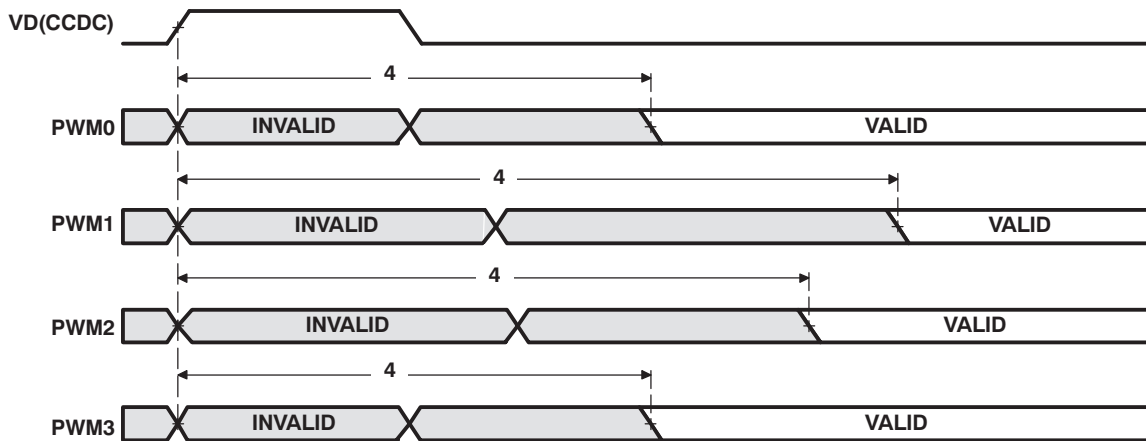 VD(CCDC)
4
PWM0 INVALID VALID
4
PWM1 INVALID VALID
4
PWM2 INVALID VALID
4
PWM3 INVALID VALID